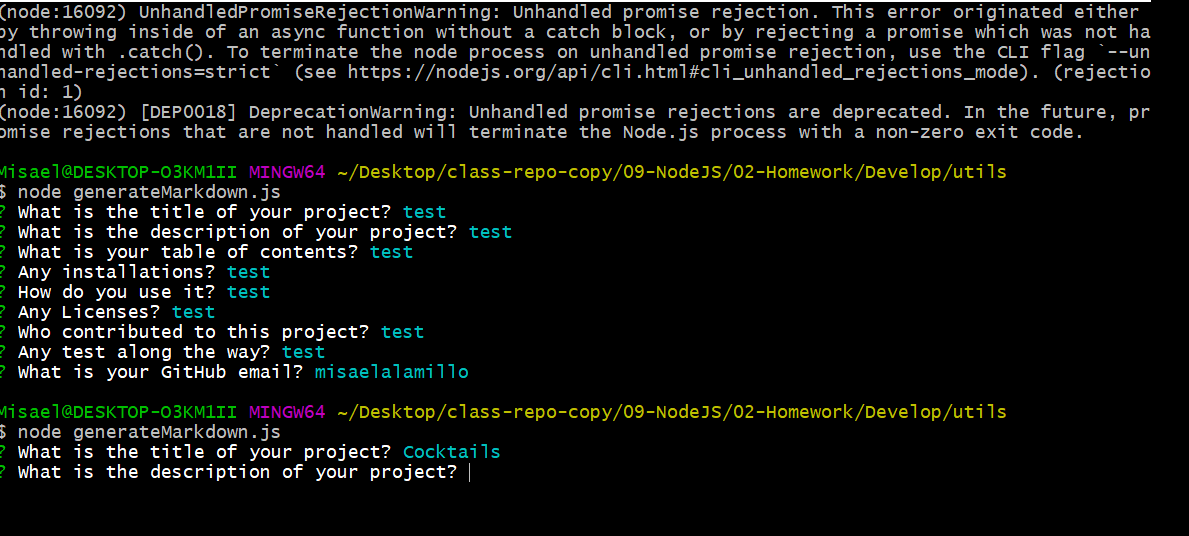 (node:16092) UnhandledPromiseRejectionWarning: Unhandled promise rejection. This error originated either
by throwing inside of an async function without a catch block, or by rejecting a promise which was not ha
ndled with .catch(). To terminate the node process on unhandled promise rejection, use the CLI flag `--un
handled-rejections=strict` (see https://nodejs.org/api/cli.html#cli_unhandled_rejections_mode). (rejectio
n id: 1)
(node:16092) [DEP0018] DeprecationWarning: Unhandled promise rejections are deprecated. In the future, pr
omise rejections that are not handled will terminate the Node.js process with a non-zero exit code.
Misael@DESKTOP-O3KM1II MINGW64 ~/Desktop/class-repo-copy/09-NodeJS/02-Homework/Develop/utils
$ node generateMarkdown.js
? What is the title of your project? test
? What is the description of your project? test
? What is your table of contents? test
? Any installations? test
? How do you use it? test
? Any Licenses? test
? Who contributed to this project? test
? Any test along the way? test
? What is your GitHub email? misaelalamillo
Misael@DESKTOP-O3KM1II MINGW64 ~/Desktop/class-repo-copy/09-NodeJS/02-Homework/Develop/utils
$ node generateMarkdown.js
? What is the title of your project? Cocktails
? What is the description of your project?